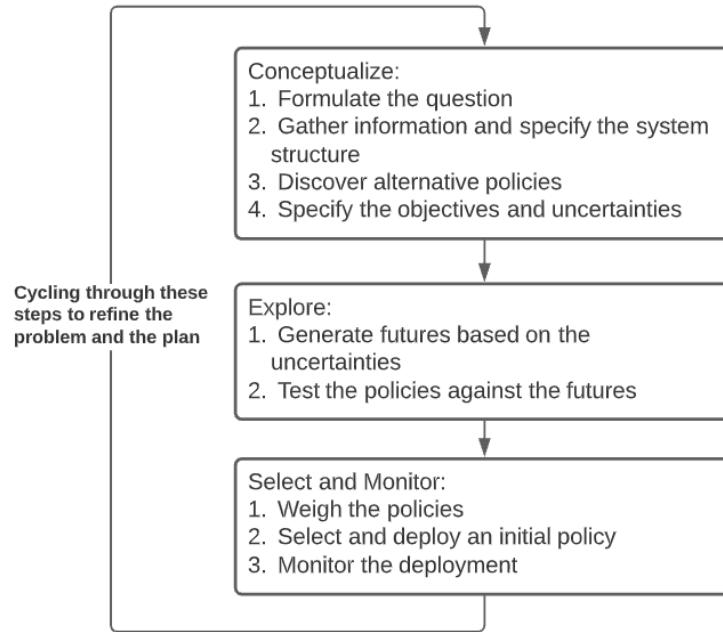 Conceptualize:
1. Formulate the question
2. Gather information and specify the system
structure
3. Discover alternative policies
4. Specify the objectives and uncertainties
Cycling through these
steps to refine the
problem and the plan
Explore:
1. Generate futures based on the
uncertainties
2. Test the policies against the futures
Select and Monitor:
1. Weigh the policies
2. Select and deploy an initial policy
3. Monitor the deployment